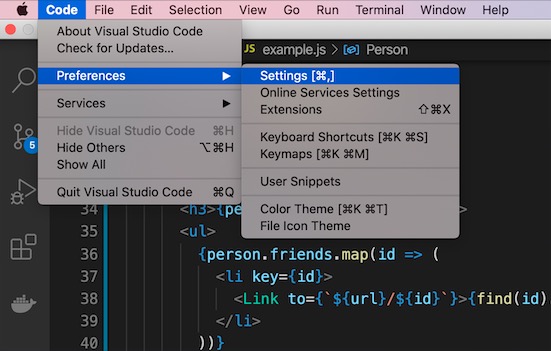 Code File Edit Selection View Go Run Terminal Window Help
About Visual Studio Code
Check for Updates...
Preferences
Services
Hide Visual Studio Code ⌘H
Hide Others ⌥⌘H
Show All
Quit Visual Studio Code ⌘Q
JS example.js > Person
Settings [⌘,]
Online Services Settings
Extensions ⇧⌘X
Keyboard Shortcuts [⌘K ⌘S]
Keymaps [⌘K ⌘M]
User Snippets
Color Theme [⌘K ⌘T]
File Icon Theme
5
34 <h3>{pe >
35 <ul>
36 {person.friends.map(id => (
37 <li key={id}>
38 <Link to={`${url}/${id}`}>{find(id)
39 </li>
40 ))}